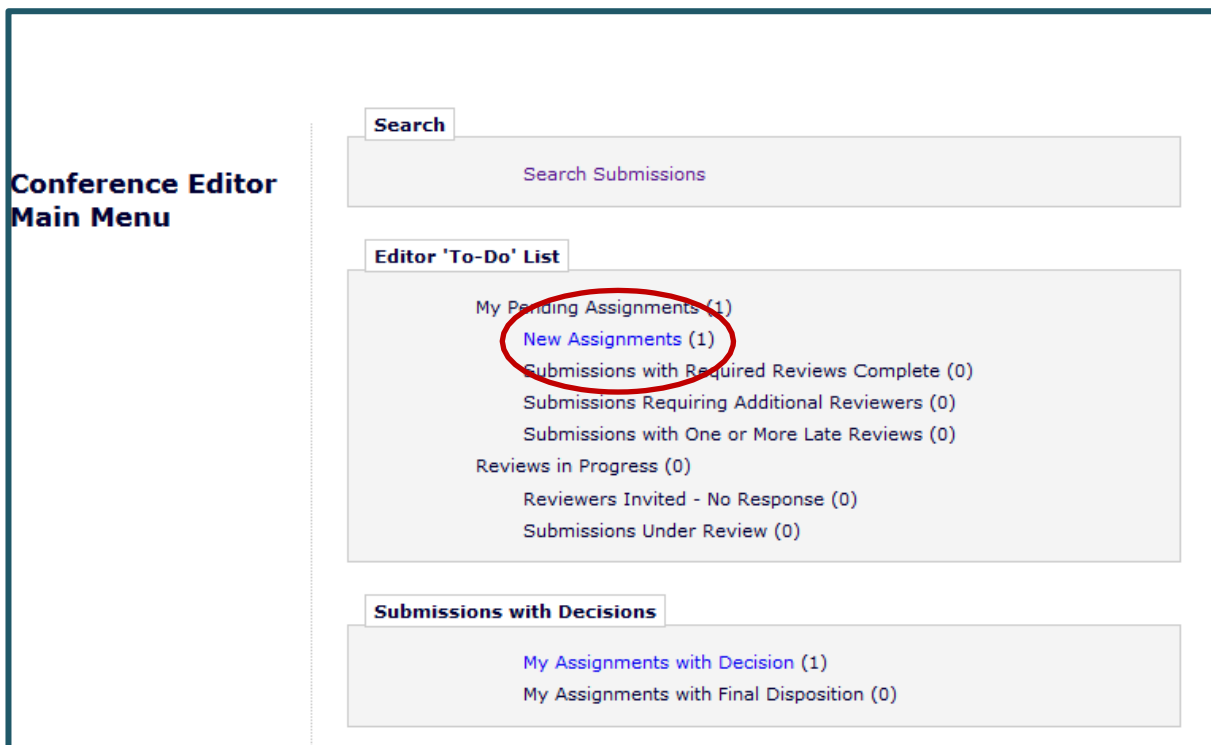 Search
Search Submissions
Conference Editor
Main Menu
Editor 'To-Do' List
My Pending Assignments (1)
New Assignments (1)
Submissions with Required Reviews Complete (0)
Submissions Requiring Additional Reviewers (0)
Submissions with One or More Late Reviews (0)
Reviews in Progress (0)
Reviewers Invited - No Response (0)
Submissions Under Review (0)
Submissions with Decisions
My Assignments with Decision (1)
My Assignments with Final Disposition (0)